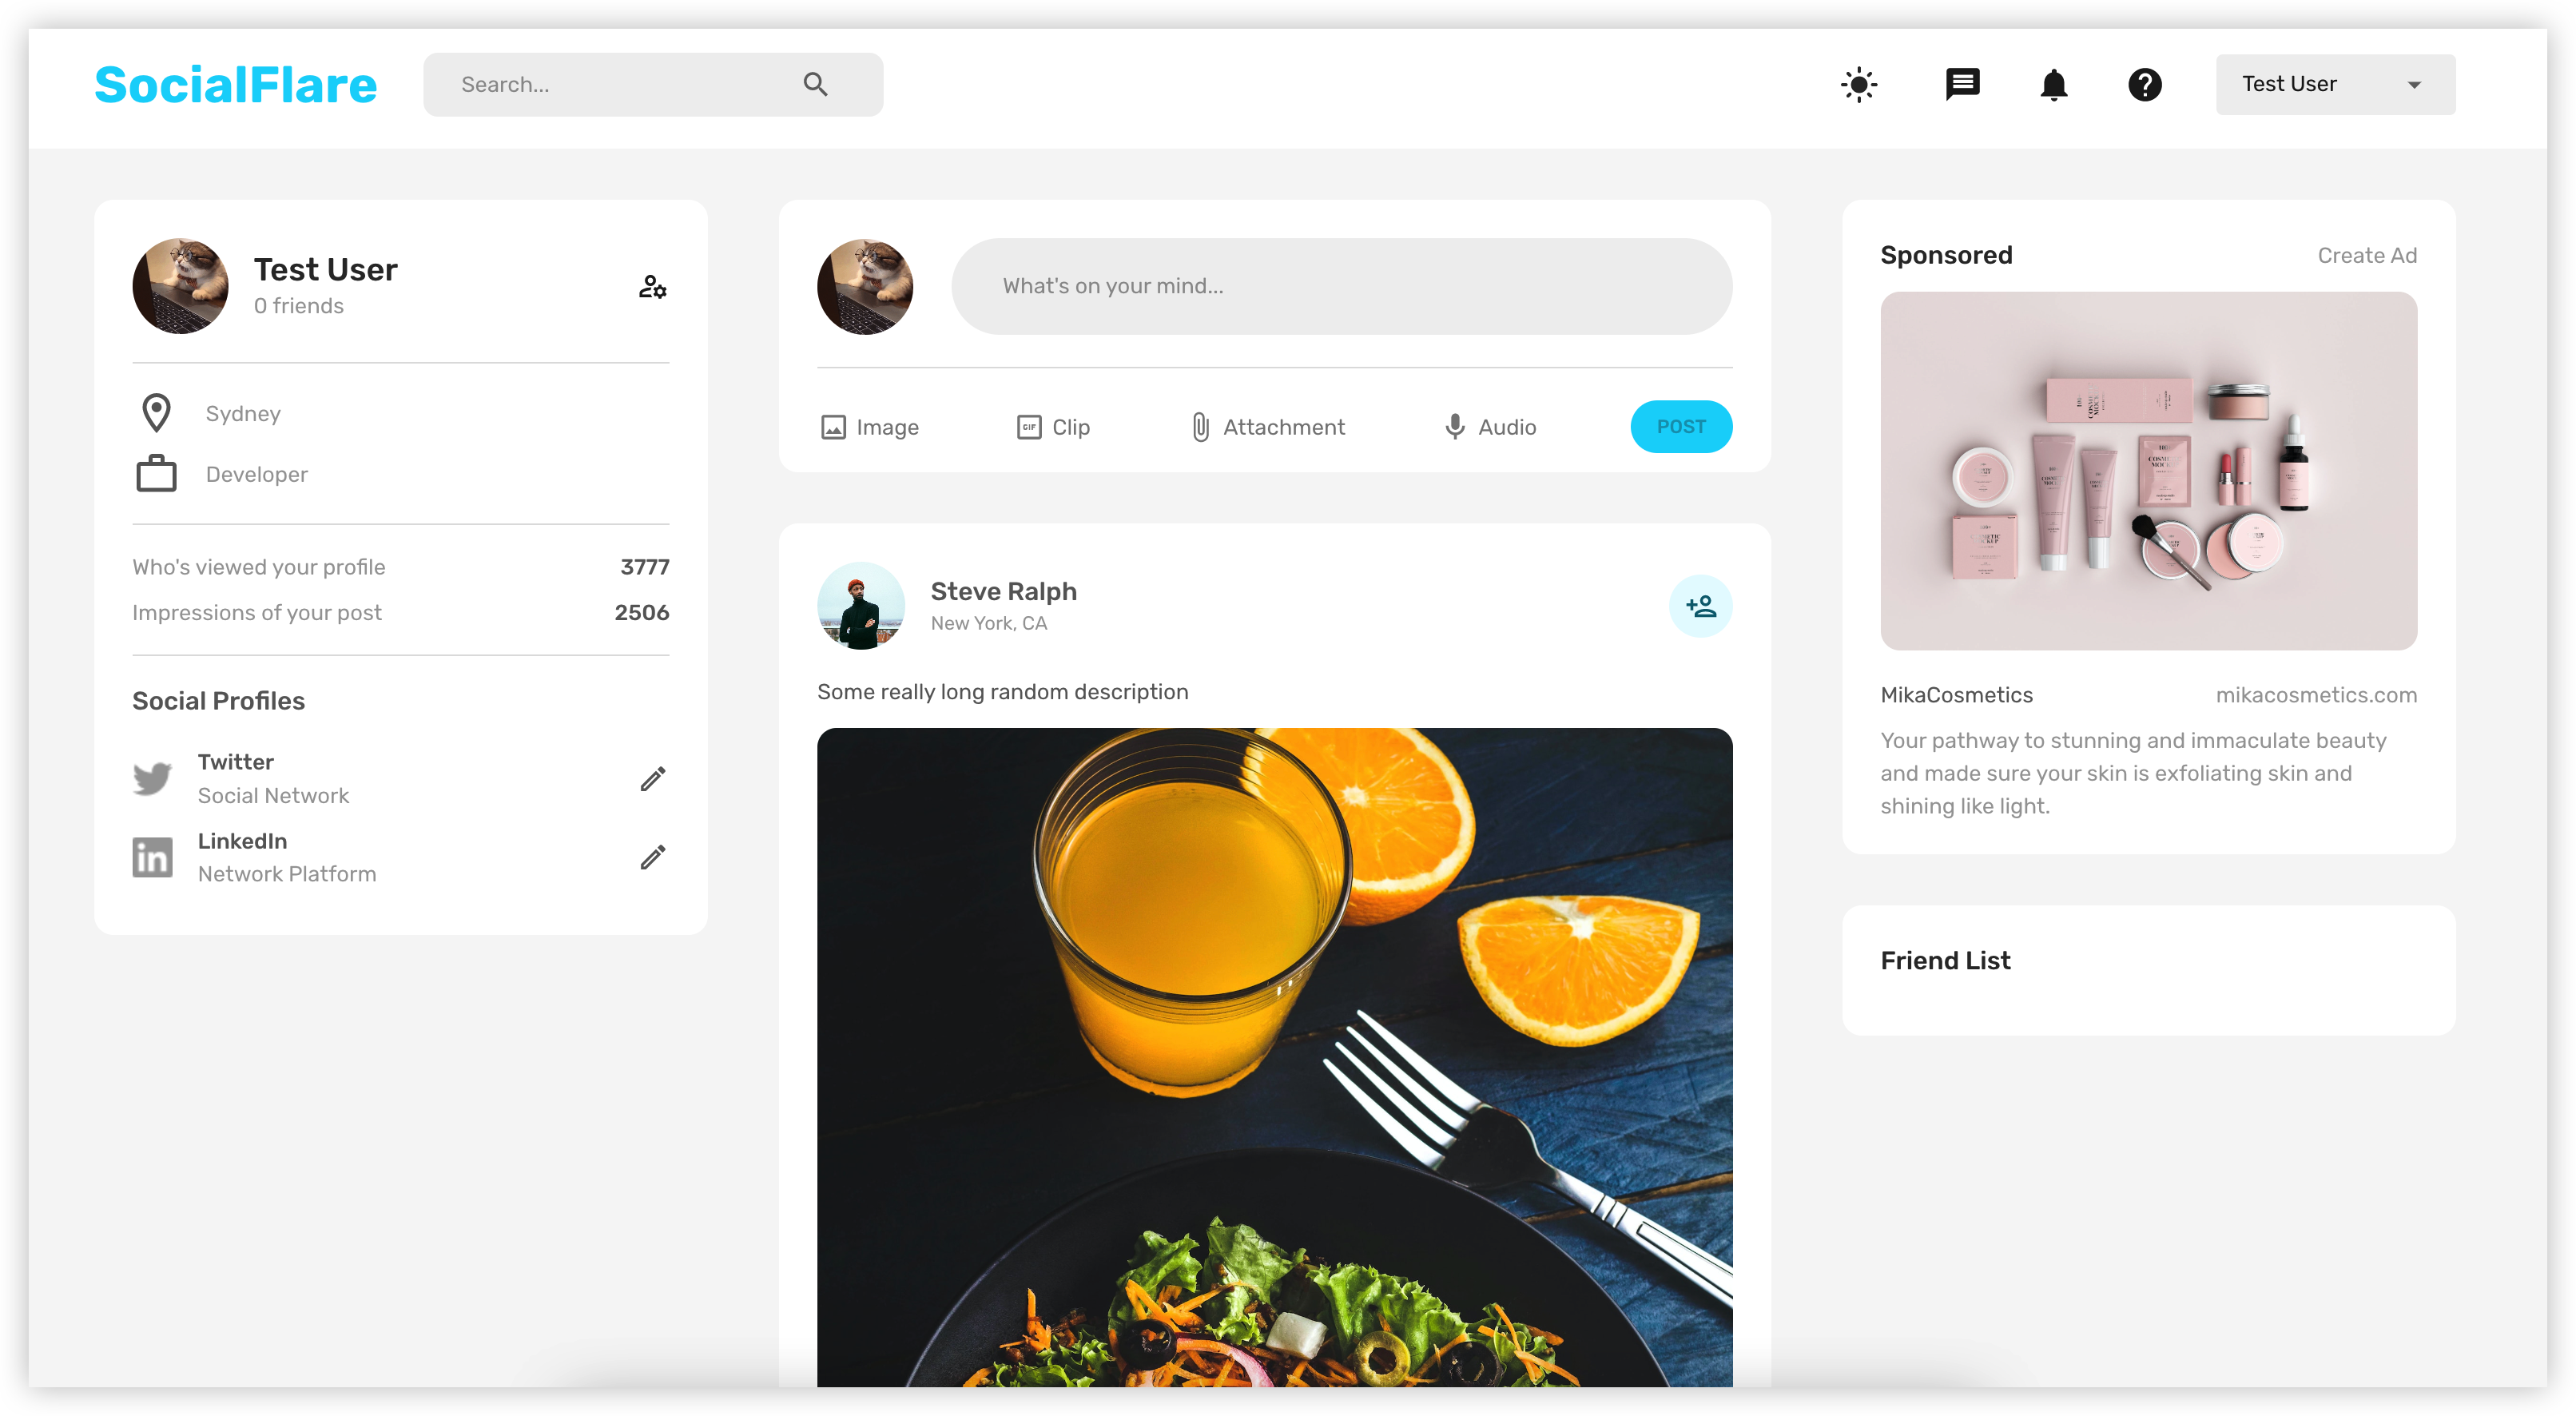 SocialFlare
Search...
Test User
Test User
0 friends
Sydney
Developer
Who's viewed your profile 3777
Impressions of your post 2506
Social Profiles
Twitter
Social Network
LinkedIn
Network Platform
What's on your mind...
Image
GIF
Clip
Attachment
Audio
POST
Steve Ralph
New York, CA
Some really long random description
Sponsored
Create Ad
MikaCosmetics
mikacosmetics.com
Your pathway to stunning and immaculate beauty
and made sure your skin is exfoliating skin and
shining like light.
Friend List